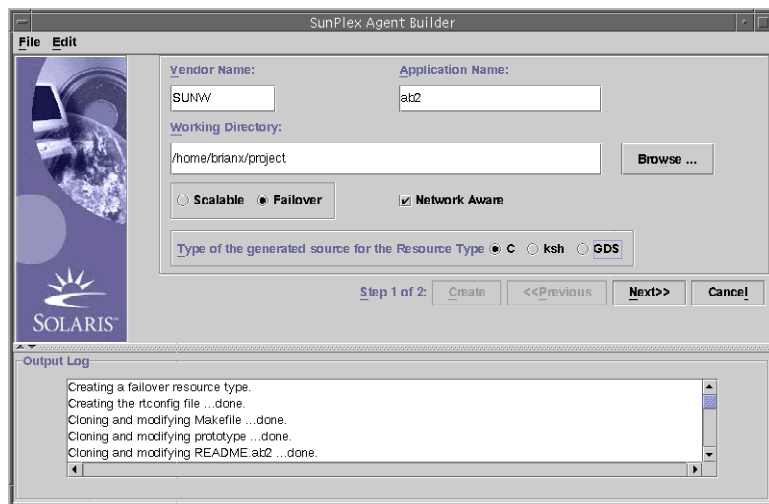 SunPlex Agent Builder
File Edit
Vendor Name: Application Name:
SUNW ab2
Working Directory:
/home/brianx/project Browse ...
Scalable Failover Network Aware
Type of the generated source for the Resource Type C ksh GDS
Step 1 of 2: Create <<Previous Next>> Cancel
SOLARIS™
Output Log
Creating a failover resource type.
Creating the rtconfig file ...done.
Cloning and modifying Makefile ...done.
Cloning and modifying prototype ...done.
Cloning and modifying README.ab2 ...done.